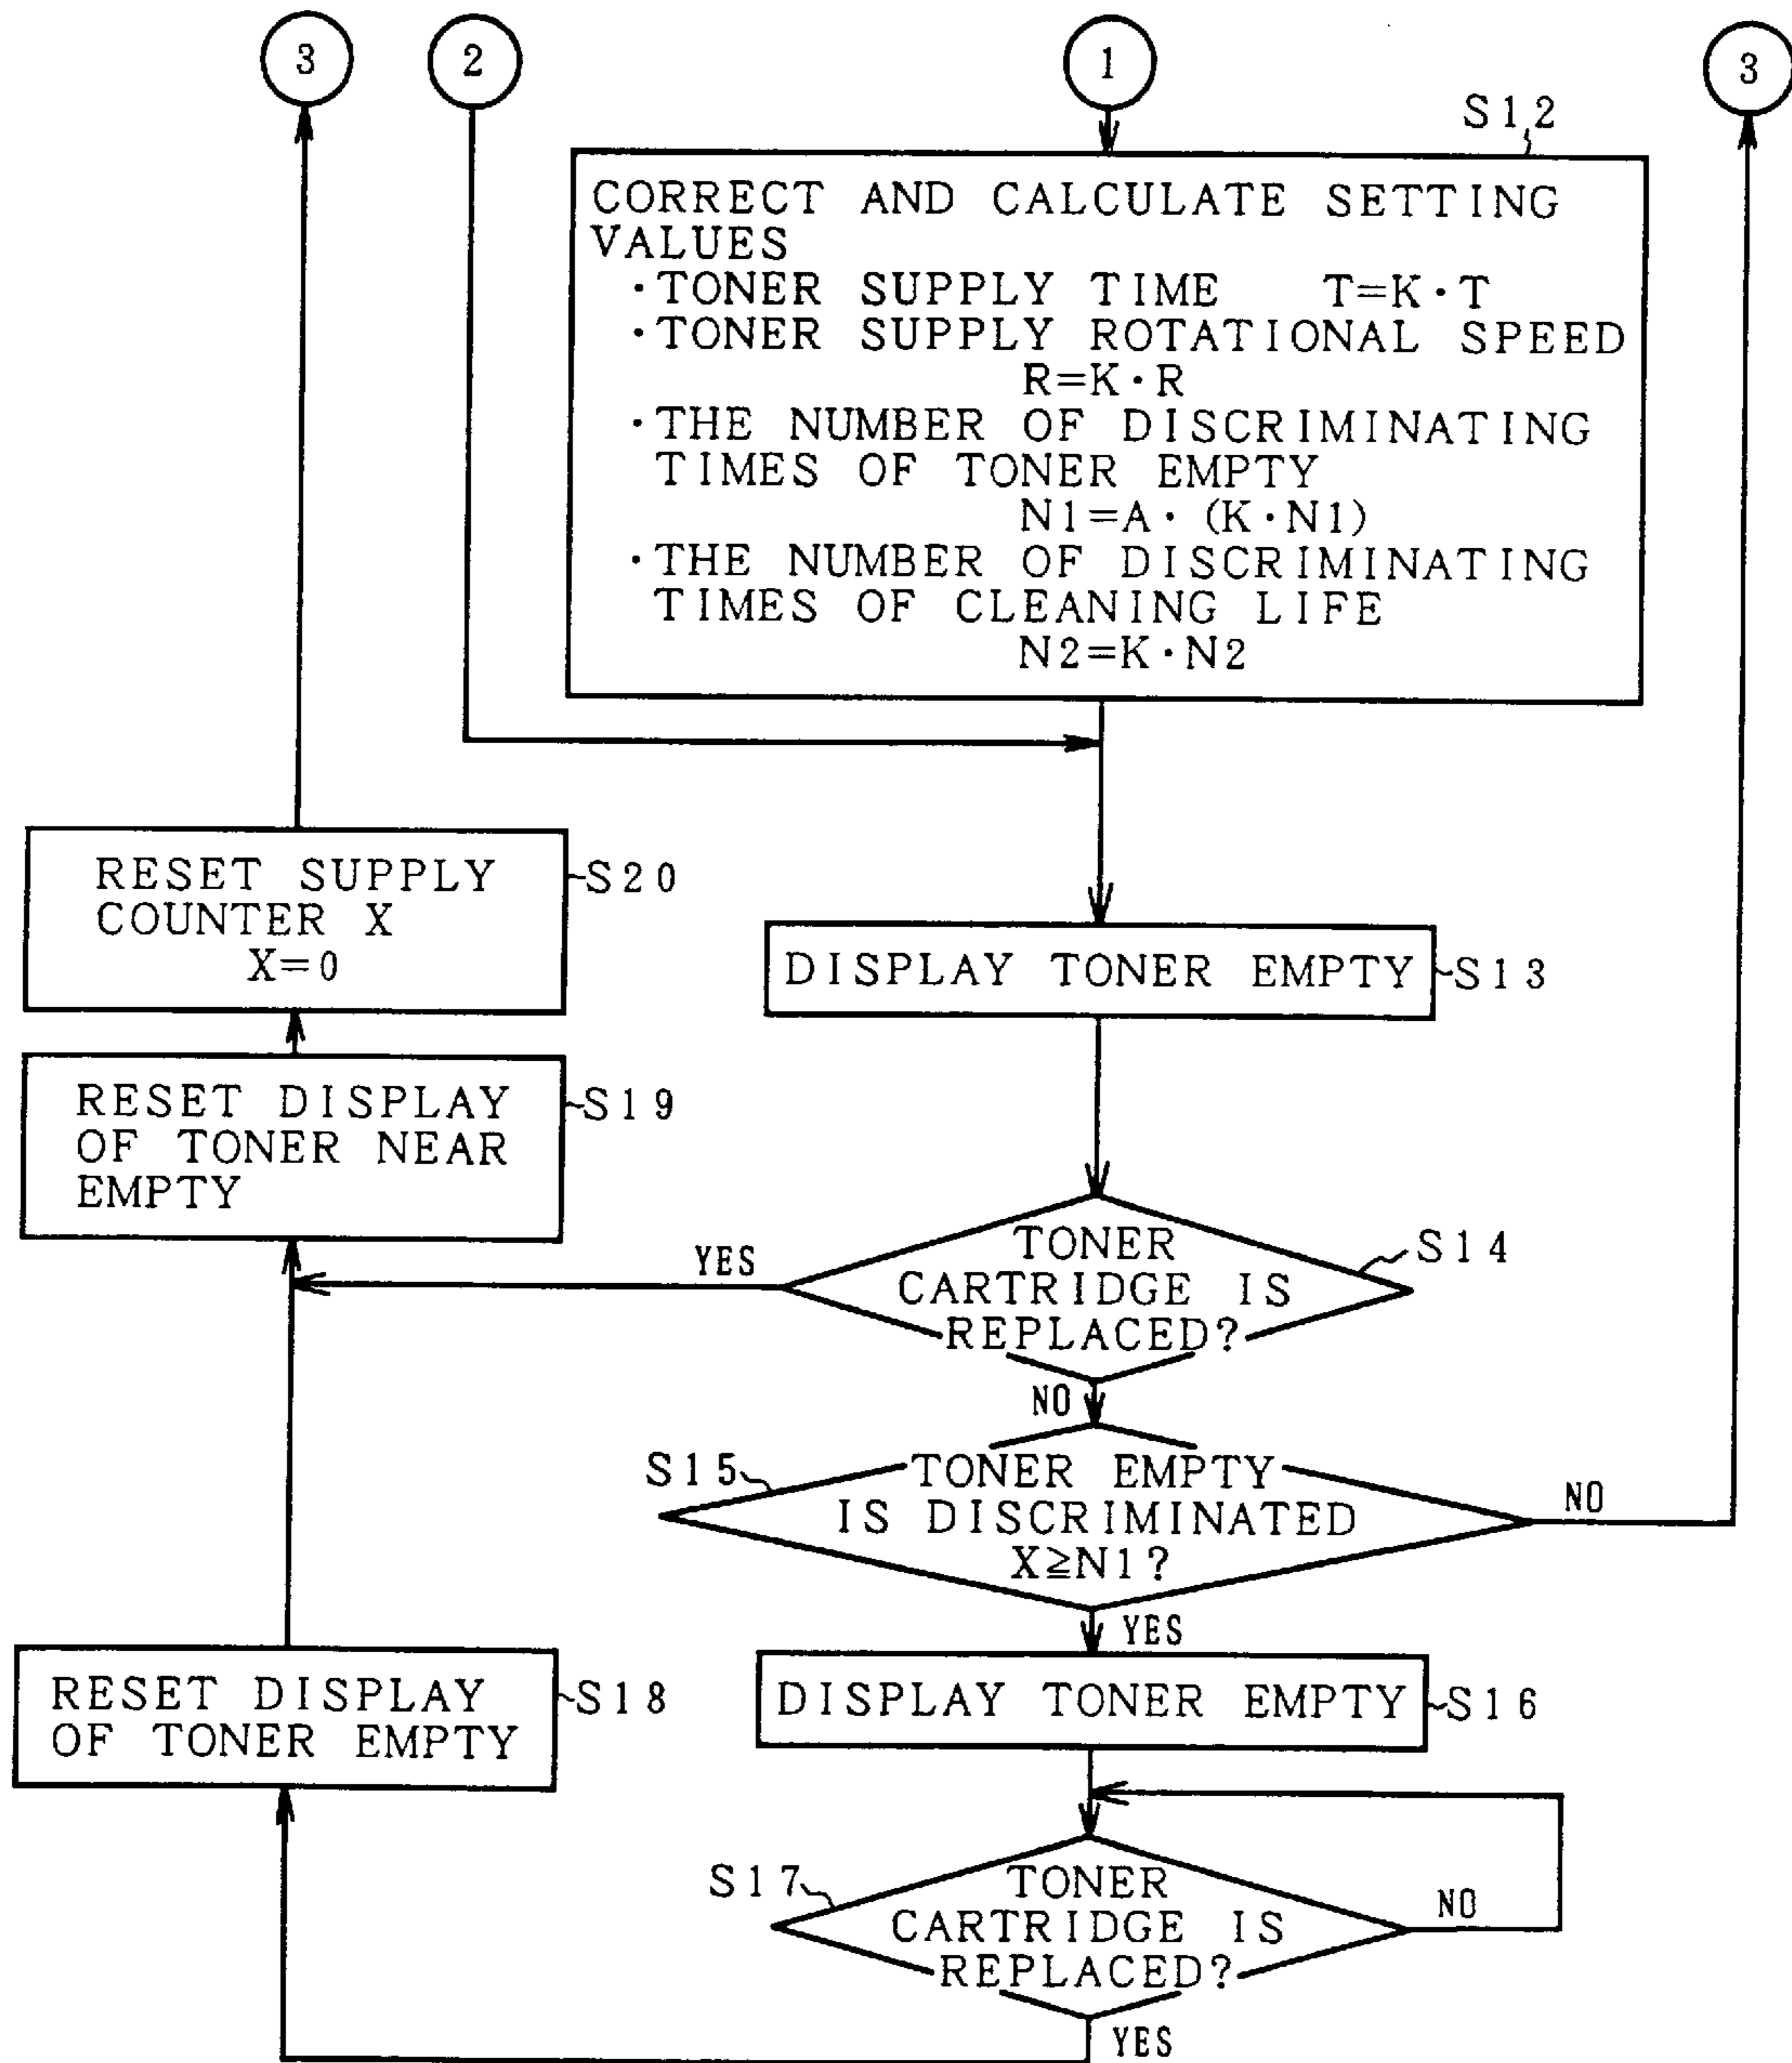 3
2
1
3
S12
CORRECT AND CALCULATE SETTING
VALUES
·TONER SUPPLY TIME T=K·T
·TONER SUPPLY ROTATIONAL SPEED
R=K·R
·THE NUMBER OF DISCRIMINATING
TIMES OF TONER EMPTY
N1=A· (K·N1)
·THE NUMBER OF DISCRIMINATING
TIMES OF CLEANING LIFE
N2=K·N2
RESET SUPPLY
COUNTER X
X=0
S20
DISPLAY TONER EMPTY
S13
RESET DISPLAY
OF TONER NEAR
EMPTY
S19
TONER
CARTRIDGE IS
REPLACED?
S14
YES
NO
S15
TONER EMPTY
IS DISCRIMINATED
X≧N1?
NO
YES
RESET DISPLAY
OF TONER EMPTY
S18
DISPLAY TONER EMPTY
S16
S17
TONER
CARTRIDGE IS
REPLACED?
NO
YES